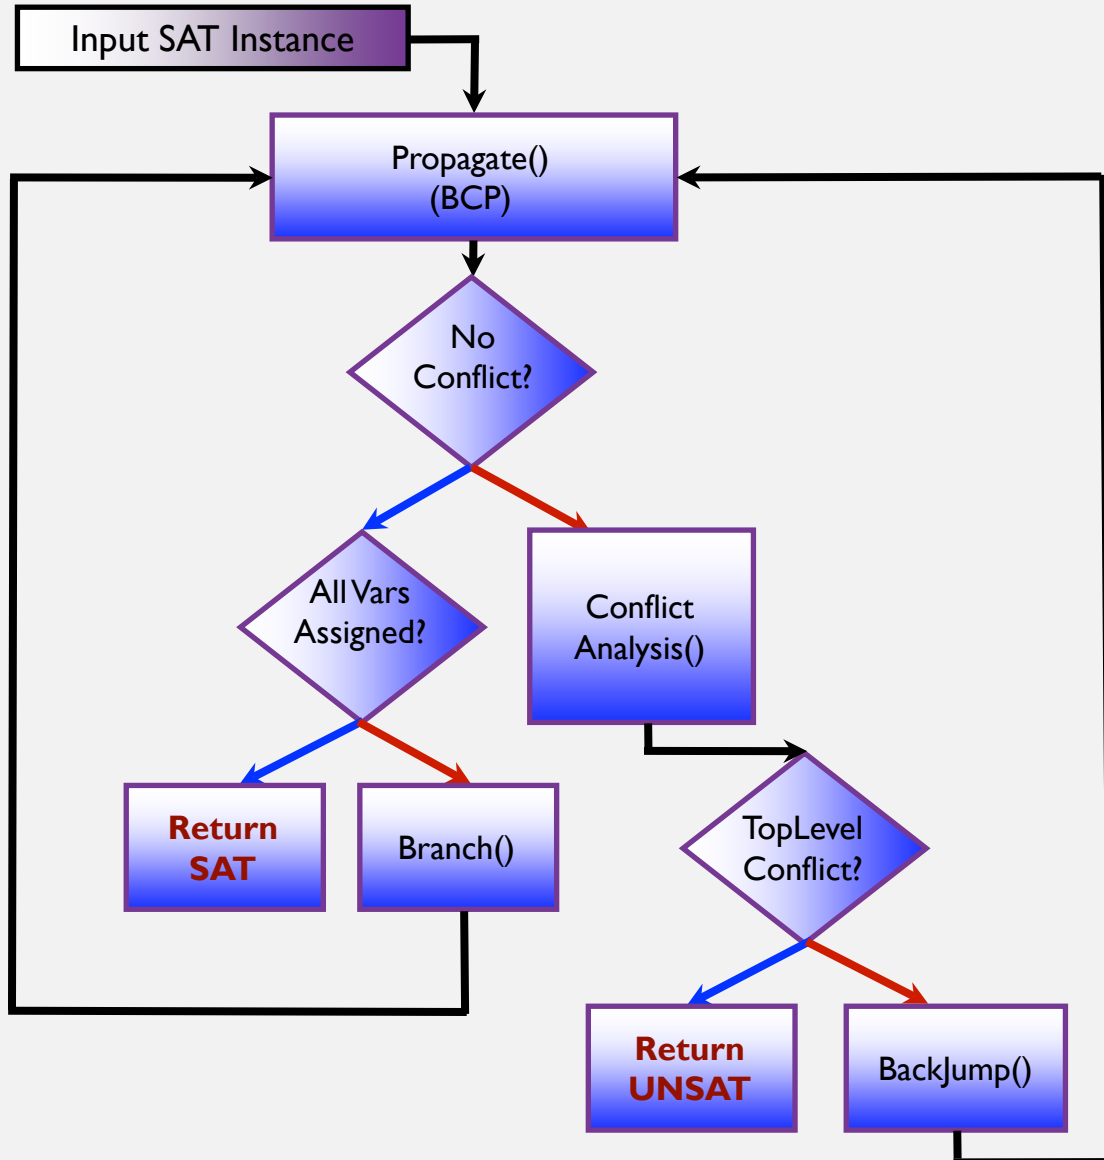 Input SAT Instance
Propagate()
(BCP)
No
Conflict?
All Vars
Assigned?
Conflict
Analysis()
Return
SAT
Branch()
TopLevel
Conflict?
Return
UNSAT
BackJump()